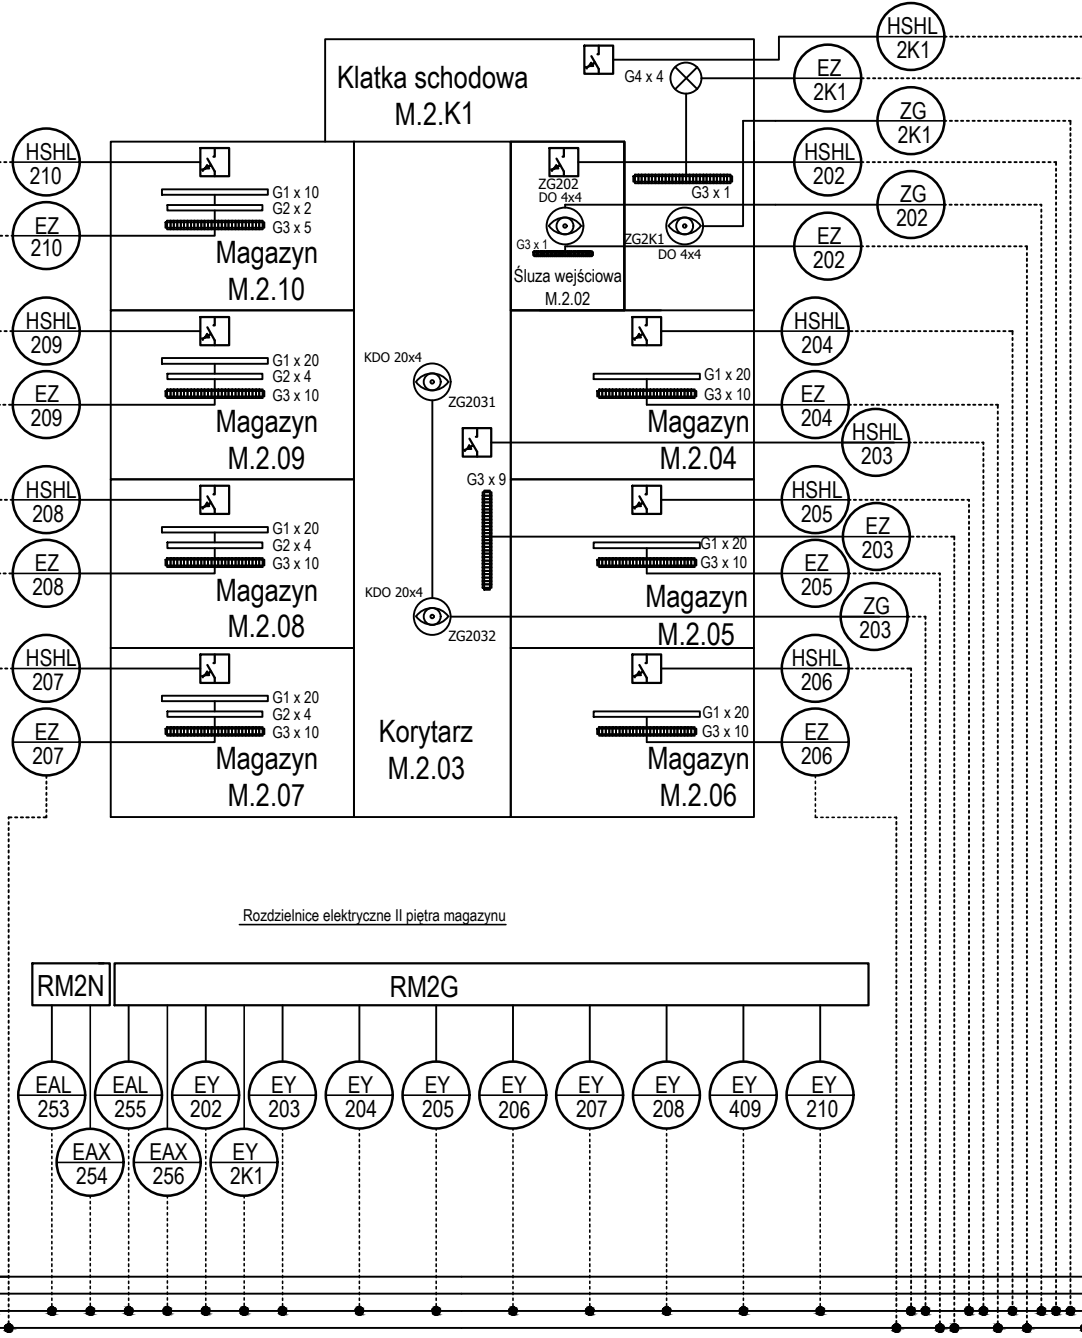 HSHL
2K1
Klatka schodowa
M.2.K1
G4 x 4
EZ
2K1
ZG
2K1
HSHL
210
HSHL
202
ZG202
DO 4x4
G1 x 10
G2 x 2
G3 x 5
G3 x 1
ZG
202
EZ
210
G3 x 1
ZG2K1
DO 4x4
EZ
202
Magazyn
M.2.10
Śluza wejściowa
M.2.02
HSHL
209
HSHL
204
G1 x 20
G2 x 4
G3 x 10
KDO 20x4
ZG2031
G1 x 20
G3 x 10
EZ
209
EZ
204
Magazyn
M.2.09
Magazyn
M.2.04
HSHL
203
HSHL
208
G3 x 9
HSHL
205
G1 x 20
G2 x 4
G3 x 10
G1 x 20
G3 x 10
EZ
203
EZ
208
EZ
205
Magazyn
M.2.08
KDO 20x4
ZG2032
Magazyn
M.2.05
ZG
203
HSHL
207
HSHL
206
G1 x 20
G2 x 4
G3 x 10
G1 x 20
G3 x 10
EZ
207
EZ
206
Magazyn
M.2.07
Korytarz
M.2.03
Magazyn
M.2.06
Rozdzielnice elektryczne II piętra magazynu
RM2N
RM2G
EAL
253
EAL
255
EY
202
EY
203
EY
204
EY
205
EY
206
EY
207
EY
208
EY
409
EY
210
EAX
254
EAX
256
EY
2K1